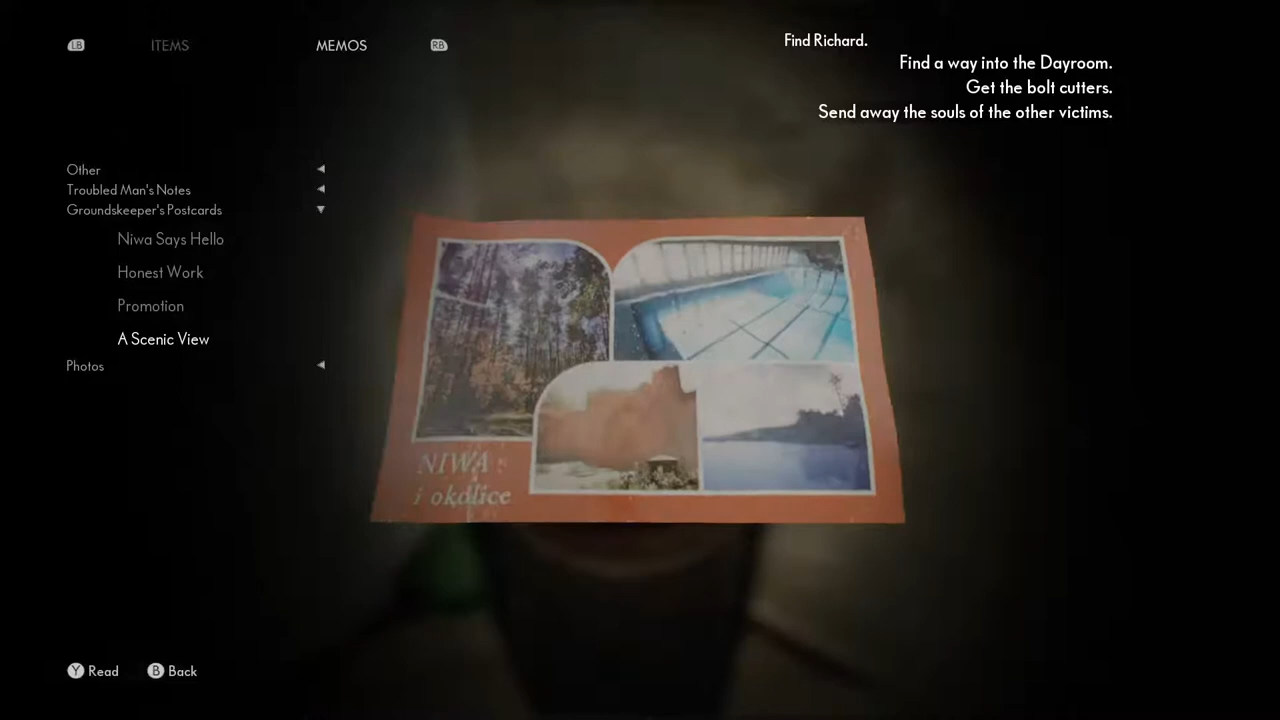 LB ITEMS MEMOS RB
Find Richard.
Find a way into the Dayroom.
Get the bolt cutters.
Send away the souls of the other victims.
Other
Troubled Man's Notes
Groundskeeper's Postcards
Niwa Says Hello
Honest Work
Promotion
A Scenic View
Photos
NIWA
i okolice
Y Read B Back